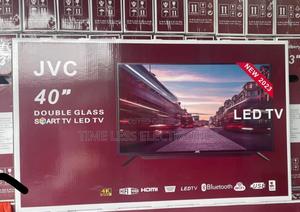 JVC
40"
DOUBLE GLASS
SMART TV LED TV
NEW 2023
LED TV
TIME LESS ELECTRONICS
4K
HDMI
LEDTV
Bluetooth
USB